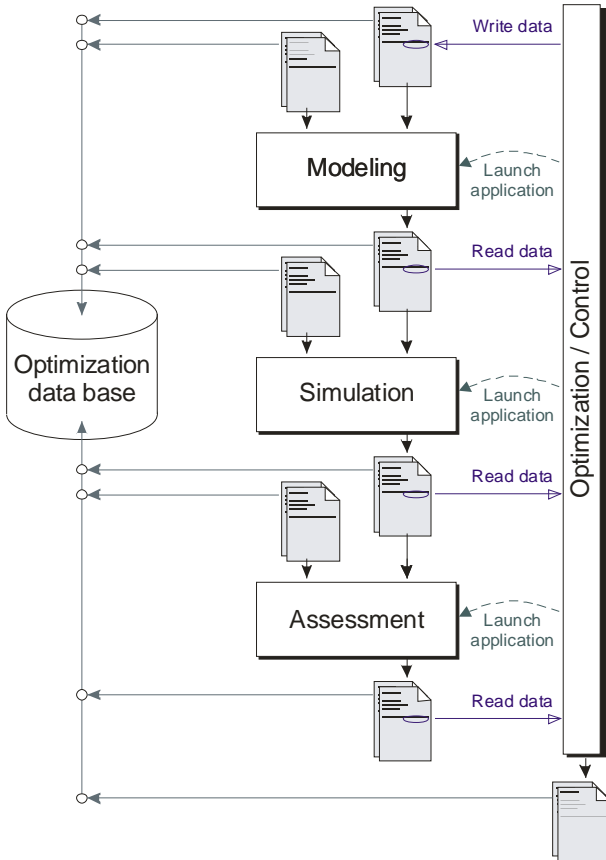 Write data
Modeling
Launch
application
Read data
Optimization
data base
Simulation
Launch
application
Optimization / Control
Read data
Assessment
Launch
application
Read data